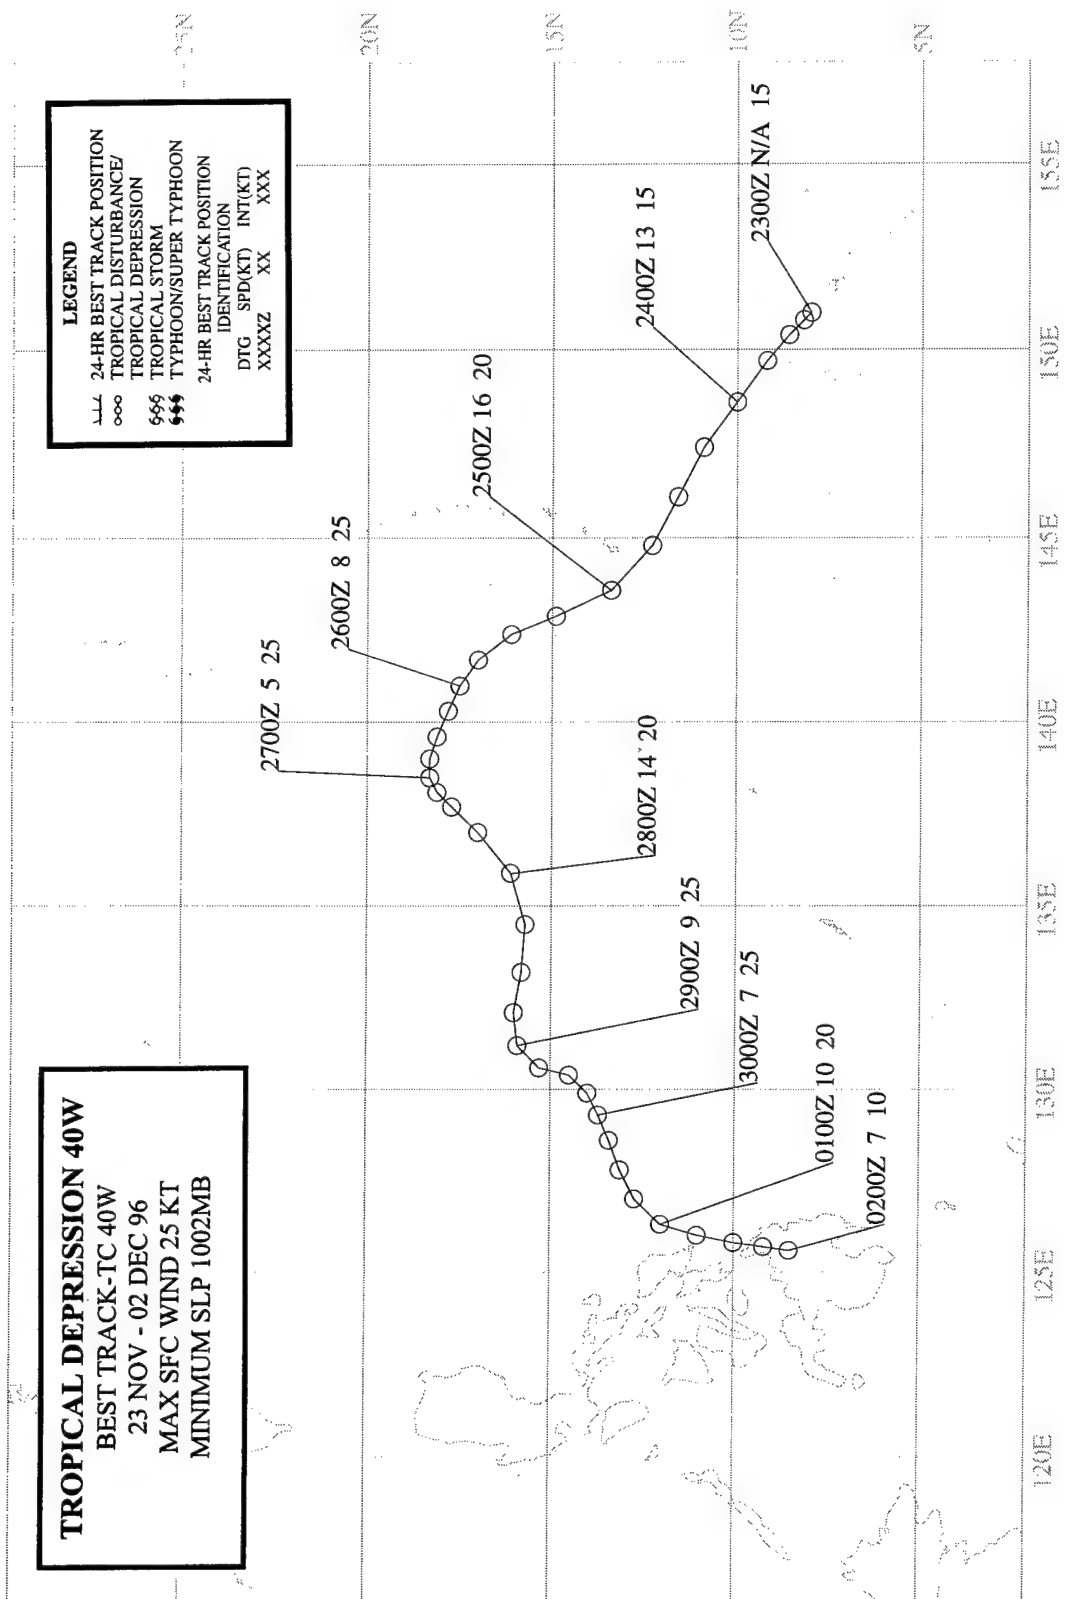 TROPICAL DEPRESSION 40W
BEST TRACK-TC 40W
23 NOV - 02 DEC 96
MAX SFC WIND 25 KT
MINIMUM SLP 1002MB
LEGEND
24-HR BEST TRACK POSITION
TROPICAL DISTURBANCE/
TROPICAL DEPRESSION
TROPICAL STORM
TYPHOON/SUPER TYPHOON
24-HR BEST TRACK POSITION
IDENTIFICATION
DTG SPD(KT) INT(KT)
XXXXZ XX XXX
25N
20N
15N
10N
5N
2700Z 5 25
2600Z 8 25
2500Z 16 20
2400Z 13 15
2300Z N/A 15
2800Z 14 20
2900Z 9 25
3000Z 7 25
0100Z 10 20
0200Z 7 10
120E
125E
130E
135E
140E
145E
150E
155E